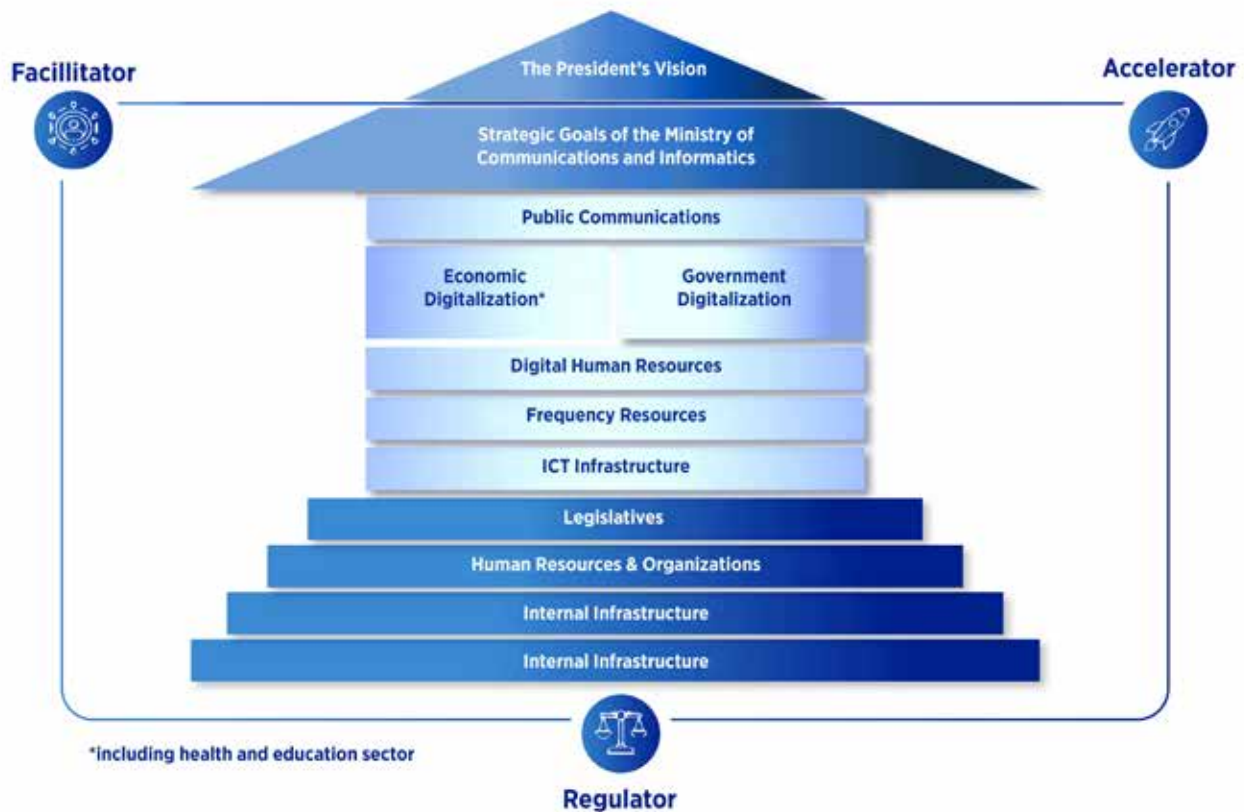 The President's Vision
Facillitator
Accelerator
Strategic Goals of the Ministry of
Communications and Informatics
Public Communications
Economic
Digitalization*
Government
Digitalization
Digital Human Resources
Frequency Resources
ICT Infrastructure
Legislatives
Human Resources & Organizations
Internal Infrastructure
Internal Infrastructure
*including health and education sector
Regulator